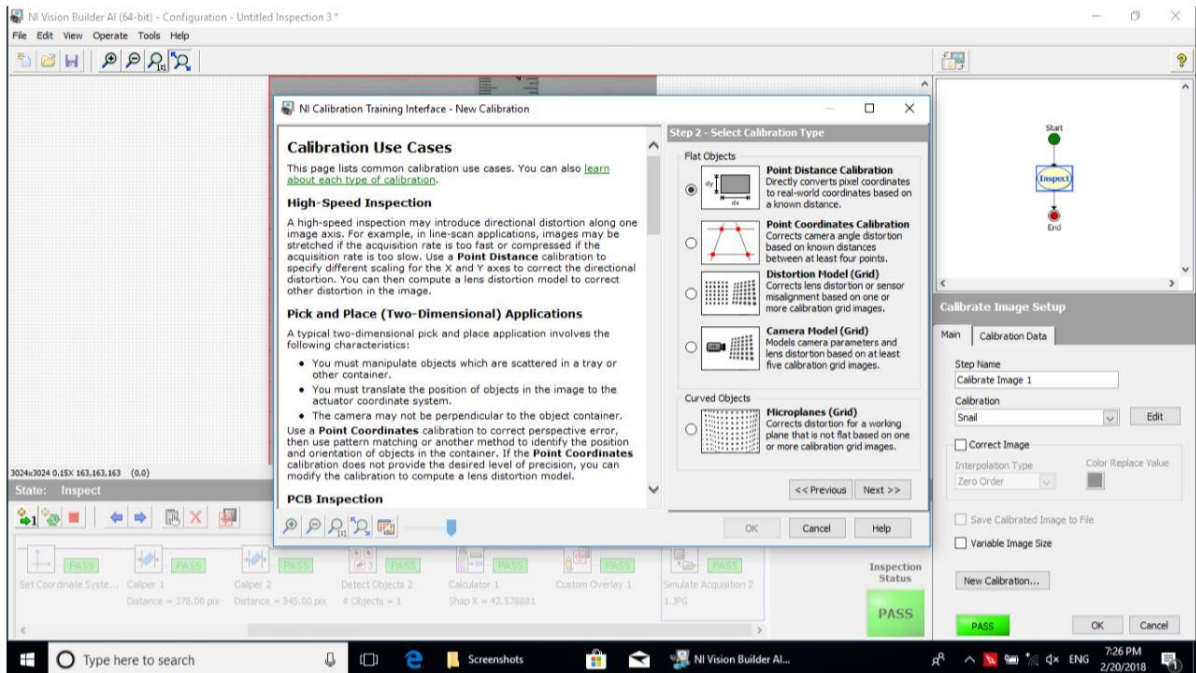 NI Vision Builder AI (64-bit) - Configuration - Untitled Inspection 3 *
File Edit View Operate Tools Help
NI Calibration Training Interface - New Calibration
Calibration Use Cases
This page lists common calibration use cases. You can also learn
about each type of calibration.
High-Speed Inspection
A high-speed inspection may introduce directional distortion along one
image axis. For example, in line-scan applications, images may be
stretched if the acquisition rate is too fast or compressed if the
acquisition rate is too slow. Use a Point Distance calibration to
specify different scaling for the X and Y axes to correct the directional
distortion. You can then compute a lens distortion model to correct
other distortion in the image.
Pick and Place (Two-Dimensional) Applications
A typical two-dimensional pick and place application involves the
following characteristics:
• You must manipulate objects which are scattered in a tray or
other container.
• You must translate the position of objects in the image to the
actuator coordinate system.
• The camera may not be perpendicular to the object container.
Use a Point Coordinates calibration to correct perspective error,
then use pattern matching or another method to identify the position
and orientation of objects in the container. If the Point Coordinates
calibration does not provide the desired level of precision, you can
modify the calibration to compute a lens distortion model.
PCB Inspection
Step 2 - Select Calibration Type
Flat Objects
dy
dx
Point Distance Calibration
Directly converts pixel coordinates
to real-world coordinates based on
a known distance.
Point Coordinates Calibration
Corrects camera angle distortion
based on known distances
between at least four points.
Distortion Model (Grid)
Corrects lens distortion or sensor
misalignment based on one or
more calibration grid images.
Camera Model (Grid)
Models camera parameters and
lens distortion based on at least
five calibration grid images.
Curved Objects
Microplanes (Grid)
Corrects distortion for a working
plane that is not flat based on one
or more calibration grid images.
<< Previous Next >>
OK Cancel Help
Start
Inspect
End
Calibrate Image Setup
Main Calibration Data
Step Name
Calibrate Image 1
Calibration
Snail Edit
Correct Image
Interpolation Type Color Replace Value
Zero Order
Save Calibrated Image to File
Variable Image Size
New Calibration...
PASS OK Cancel
3024x3024 0.15X 163,163,163 (0,0)
State: Inspect
PASS PASS PASS PASS PASS PASS
Set Coordinate Syste... Caliper 1 Caliper 2 Detect Objects 2 Calculator 1 Custom Overlay 1 Simulate Acquisition 2
Distance = 378.00 pix Distance = 345.00 pix # Objects = 1 Shap X = 42.578881 1.JPG
Inspection
Status
PASS
Type here to search Screenshots NI Vision Builder AI... ENG 7:26 PM
2/20/2018